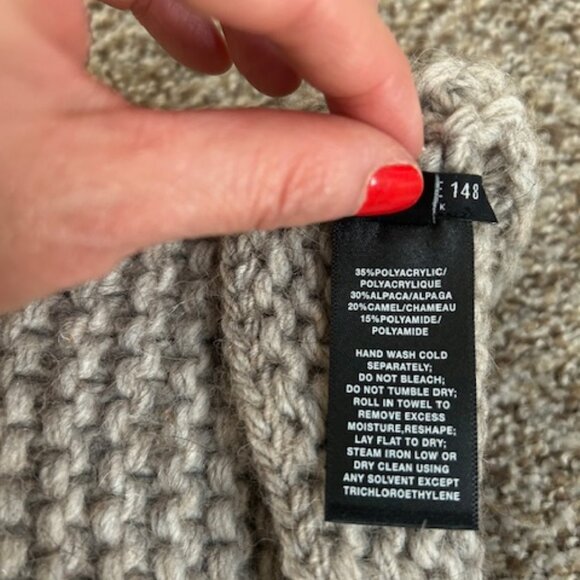 148
K
35%POLYACRYLIC/
POLYACRYLIQUE
30%ALPACA/ALPAGA
20%CAMEL/CHAMEAU
15%POLYAMIDE/
POLYAMIDE
HAND WASH COLD
SEPARATELY;
DO NOT BLEACH;
DO NOT TUMBLE DRY;
ROLL IN TOWEL TO
REMOVE EXCESS
MOISTURE,RESHAPE;
LAY FLAT TO DRY;
STEAM IRON LOW OR
DRY CLEAN USING
ANY SOLVENT EXCEPT
TRICHLOROETHYLENE